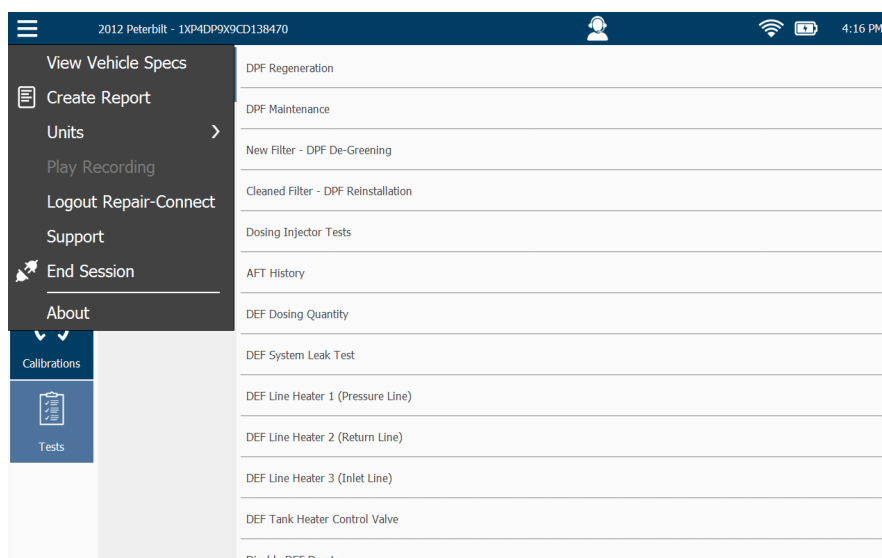 2012 Peterbilt - 1XP4DP9X9CD138470
4:16 PM
View Vehicle Specs
Create Report
Units
Play Recording
Logout Repair-Connect
Support
End Session
About
Calibrations
Tests
DPF Regeneration
DPF Maintenance
New Filter - DPF De-Greening
Cleaned Filter - DPF Reinstallation
Dosing Injector Tests
AFT History
DEF Dosing Quantity
DEF System Leak Test
DEF Line Heater 1 (Pressure Line)
DEF Line Heater 2 (Return Line)
DEF Line Heater 3 (Inlet Line)
DEF Tank Heater Control Valve